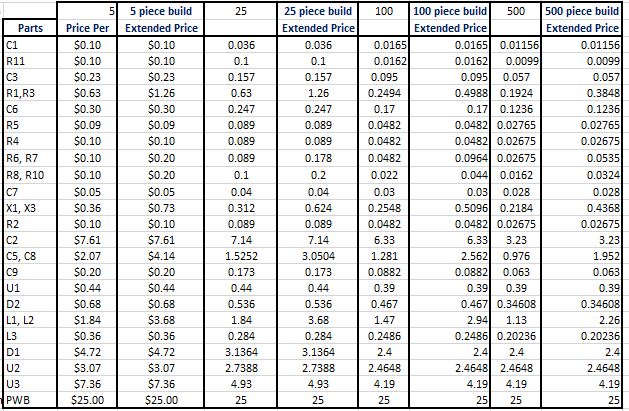 5 5 piece build 25 25 piece build 100 100 piece build 500 500 piece build
Parts Price Per Extended Price Extended Price Extended Price Extended Price
C1 $0.10 $0.10 0.036 0.036 0.0165 0.0165 0.01156 0.01156
R11 $0.10 $0.10 0.1 0.1 0.0162 0.0162 0.0099 0.0099
C3 $0.23 $0.23 0.157 0.157 0.095 0.095 0.057 0.057
R1,R3 $0.63 $1.26 0.63 1.26 0.2494 0.4988 0.1924 0.3848
C6 $0.30 $0.30 0.247 0.247 0.17 0.17 0.1236 0.1236
R5 $0.09 $0.09 0.089 0.089 0.0482 0.0482 0.02765 0.02765
R4 $0.10 $0.10 0.089 0.089 0.0482 0.0482 0.02675 0.02675
R6, R7 $0.10 $0.20 0.089 0.178 0.0482 0.0964 0.02675 0.0535
R8, R10 $0.10 $0.20 0.1 0.2 0.022 0.044 0.0162 0.0324
C7 $0.05 $0.05 0.04 0.04 0.03 0.03 0.028 0.028
X1, X3 $0.36 $0.73 0.312 0.624 0.2548 0.5096 0.2184 0.4368
R2 $0.10 $0.10 0.089 0.089 0.0482 0.0482 0.02675 0.02675
C2 $7.61 $7.61 7.14 7.14 6.33 6.33 3.23 3.23
C5, C8 $2.07 $4.14 1.5252 3.0504 1.281 2.562 0.976 1.952
C9 $0.20 $0.20 0.173 0.173 0.0882 0.0882 0.063 0.063
U1 $0.44 $0.44 0.44 0.44 0.39 0.39 0.39 0.39
D2 $0.68 $0.68 0.536 0.536 0.467 0.467 0.34608 0.34608
L1, L2 $1.84 $3.68 1.84 3.68 1.47 2.94 1.13 2.26
L3 $0.36 $0.36 0.284 0.284 0.2486 0.2486 0.20236 0.20236
D1 $4.72 $4.72 3.1364 3.1364 2.4 2.4 2.4 2.4
U2 $3.07 $3.07 2.7388 2.7388 2.4648 2.4648 2.4648 2.4648
U3 $7.36 $7.36 4.93 4.93 4.19 4.19 4.19 4.19
PWB $25.00 $25.00 25 25 25 25 25 25